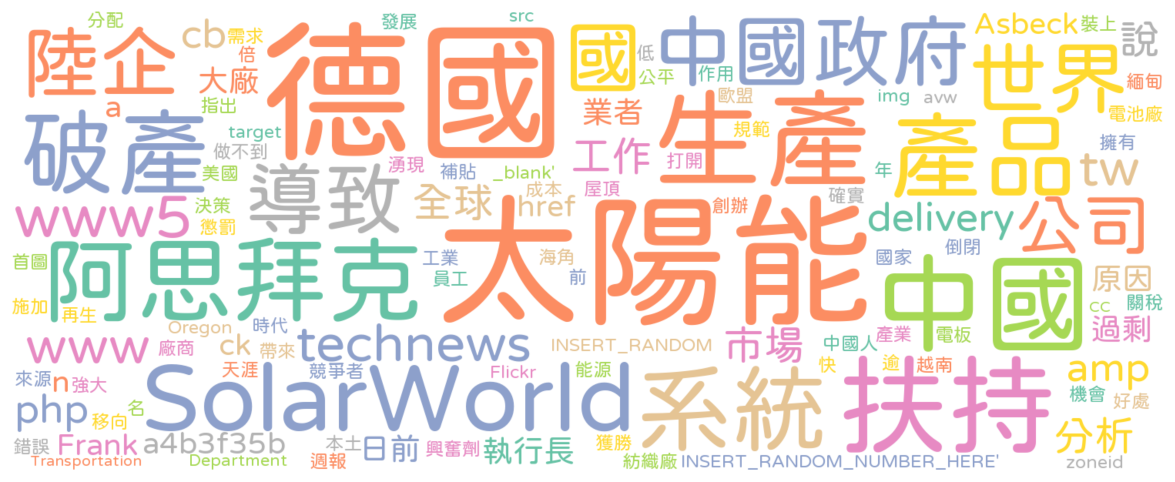 分配
發展
src
陸企
cb
需求
倍
大廠
德國
國
低
公平
中國政府
作用
Asbeck
裝上
世界
說
a
指出
業者
歐盟
img
avw
緬甸
電池廠
破產
target
做不到
湧現
補貼
_blank'
工作
打開
生產
規範
產品
擁有
美國
導致
全球
成本
屋頂
href
創辦
確實
年
tw
www5
決策
懲罰
太陽能
delivery
公司
倒閉
首圖
阿思拜克
工業
員工
海角
前
國家
中國
原因
施加
再生
Oregon
時代
cc
關稅
www
廠商
ck
帶來
technews
INSERT_RANDOM
市場
中國人
產業
電板
過剩
來源
n
強大
天涯
競爭者
Flickr
能源
快
逾
越南
amp
機會
好處
php
移向
名
SolarWorld
系統
扶持
錯誤
Frank
a4b3f35b
本土
日前
興奮劑
執行長
獲勝
分析
Transportation
Department
週報
紡織廠
INSERT_RANDOM_NUMBER_HERE'
zoneid